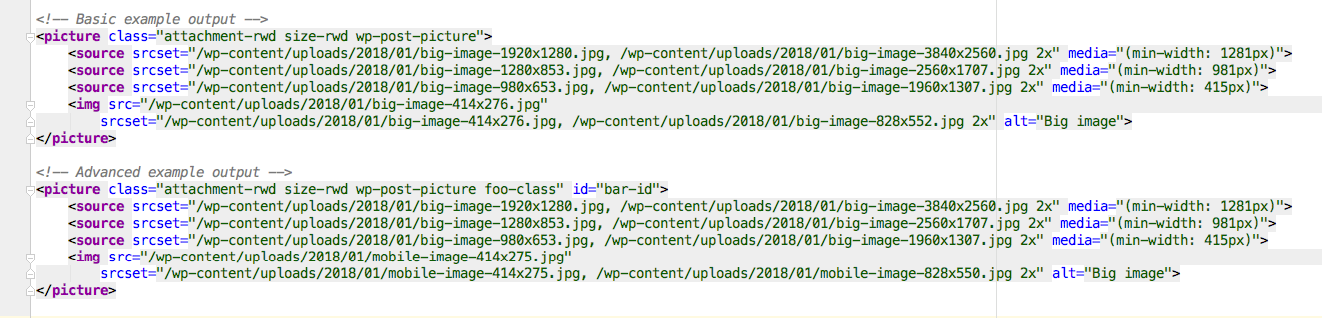 <!-- Basic example output -->
<picture class="attachment-rwd size-rwd wp-post-picture">
<source srcset="/wp-content/uploads/2018/01/big-image-1920x1280.jpg, /wp-content/uploads/2018/01/big-image-3840x2560.jpg 2x" media="(min-width: 1281px)">
<source srcset="/wp-content/uploads/2018/01/big-image-1280x853.jpg, /wp-content/uploads/2018/01/big-image-2560x1707.jpg 2x" media="(min-width: 981px)">
<source srcset="/wp-content/uploads/2018/01/big-image-980x653.jpg, /wp-content/uploads/2018/01/big-image-1960x1307.jpg 2x" media="(min-width: 415px)">
<img src="/wp-content/uploads/2018/01/big-image-414x276.jpg"
srcset="/wp-content/uploads/2018/01/big-image-414x276.jpg, /wp-content/uploads/2018/01/big-image-828x552.jpg 2x" alt="Big image">
</picture>
<!-- Advanced example output -->
<picture class="attachment-rwd size-rwd wp-post-picture foo-class" id="bar-id">
<source srcset="/wp-content/uploads/2018/01/big-image-1920x1280.jpg, /wp-content/uploads/2018/01/big-image-3840x2560.jpg 2x" media="(min-width: 1281px)">
<source srcset="/wp-content/uploads/2018/01/big-image-1280x853.jpg, /wp-content/uploads/2018/01/big-image-2560x1707.jpg 2x" media="(min-width: 981px)">
<source srcset="/wp-content/uploads/2018/01/big-image-980x653.jpg, /wp-content/uploads/2018/01/big-image-1960x1307.jpg 2x" media="(min-width: 415px)">
<img src="/wp-content/uploads/2018/01/mobile-image-414x275.jpg"
srcset="/wp-content/uploads/2018/01/mobile-image-414x275.jpg, /wp-content/uploads/2018/01/mobile-image-828x550.jpg 2x" alt="Big image">
</picture>